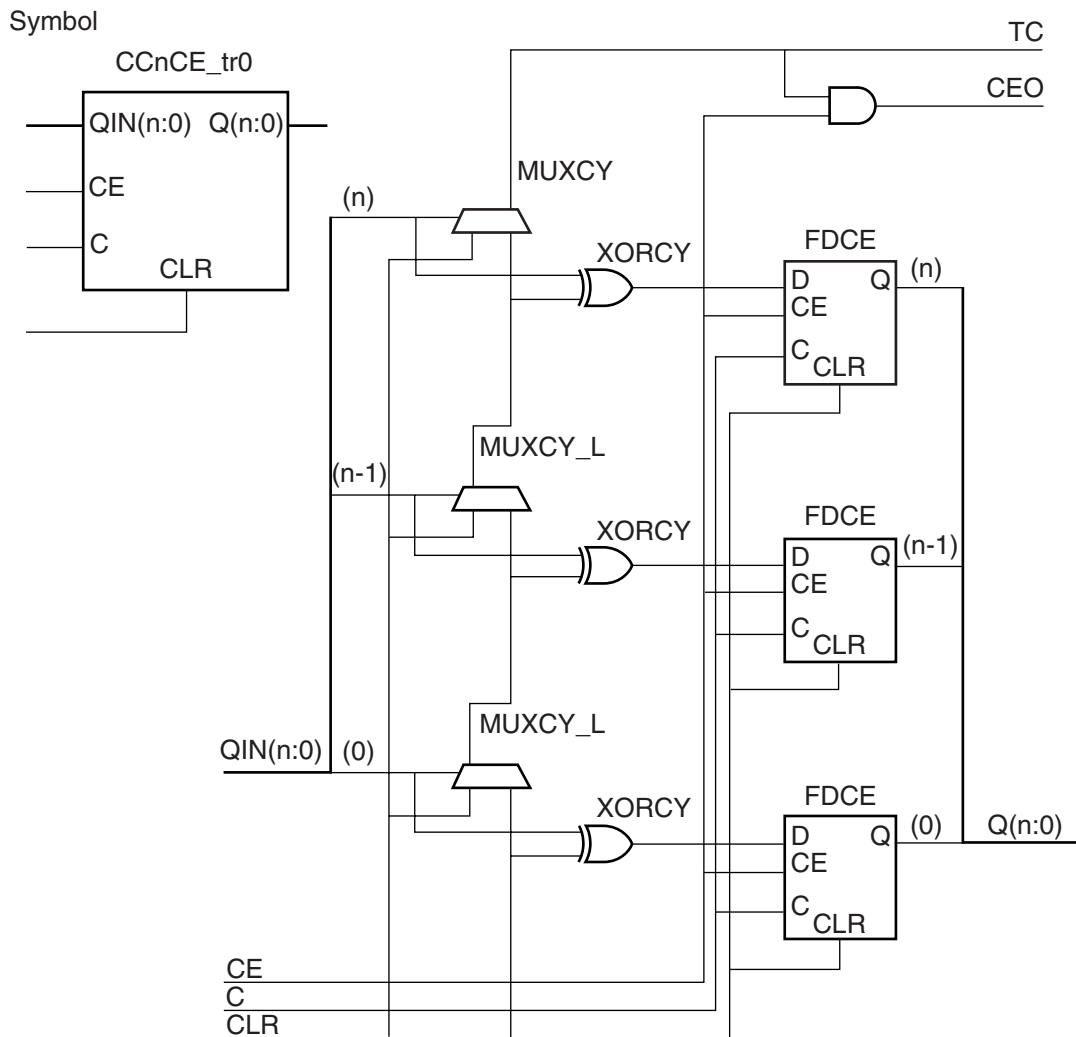 Symbol
CCnCE_tr0
QIN(n:0) Q(n:0)
CE
C
CLR
TC
CEO
MUXCY
(n)
XORCY
FDCE
D Q
CE
C
CLR
(n)
MUXCY_L
(n-1)
XORCY
FDCE
D Q
CE
C
CLR
(n-1)
MUXCY_L
QIN(n:0) (0)
XORCY
FDCE
D Q
CE
C
CLR
(0)
Q(n:0)
CE
C
CLR